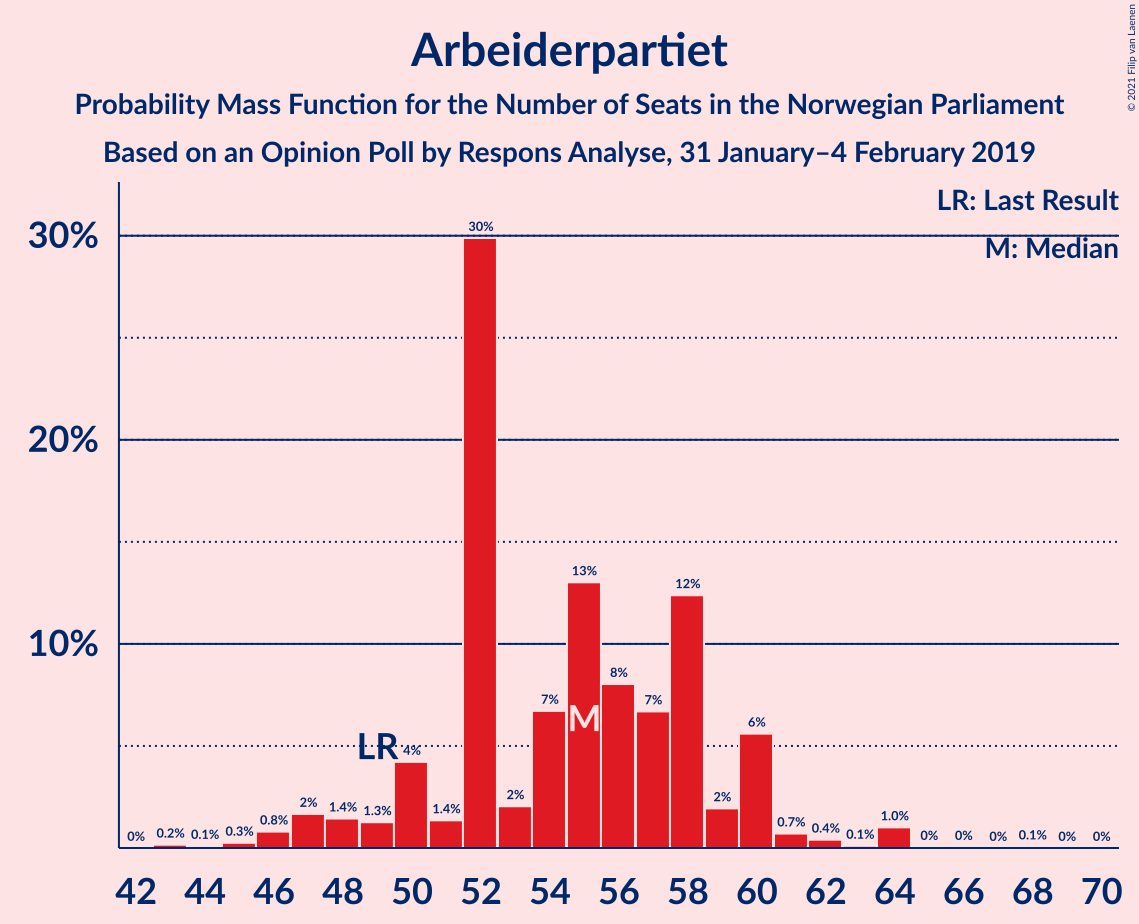 © 2021 Filip van Laenen
Arbeiderpartiet
Probability Mass Function for the Number of Seats in the Norwegian Parliament
Based on an Opinion Poll by Respons Analyse, 31 January–4 February 2019
LR: Last Result
M: Median
30%
20%
10%
0% 0.2% 0.1% 0.3% 0.8% 2% 1.4% 1.3% 4% 1.4% 30% 2% 7% 13% 8% 7% 12% 2% 6% 0.7% 0.4% 0.1% 1.0% 0% 0% 0% 0.1% 0% 0%
LR
M
42 44 46 48 50 52 54 56 58 60 62 64 66 68 70